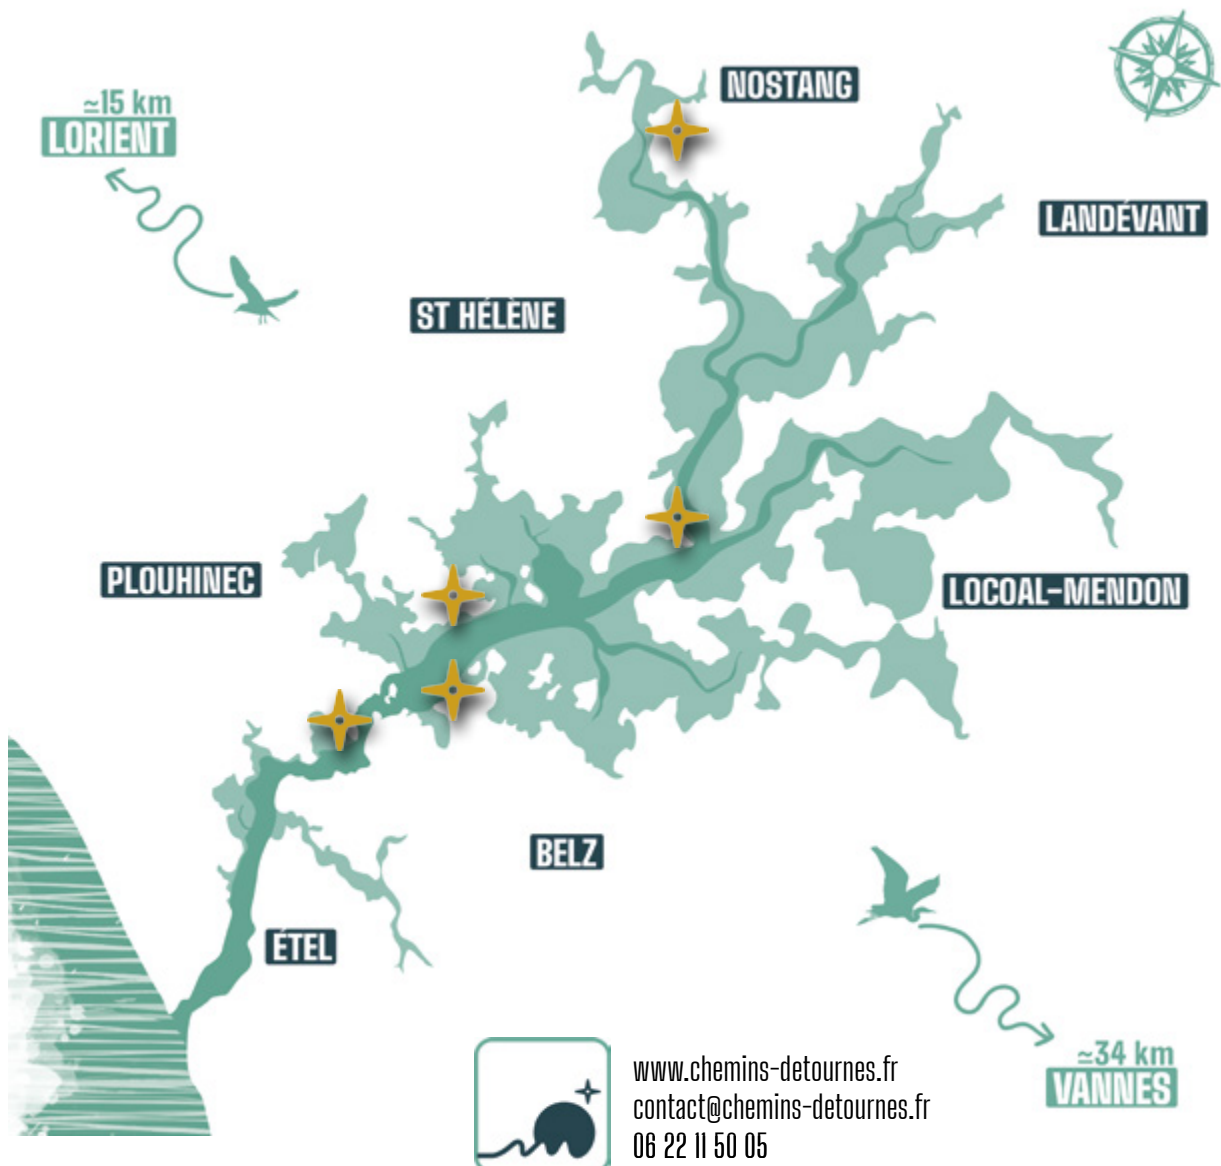 NOSTANG
≃15 km
LORIENT
LANDÉVANT
ST HÉLÈNE
PLOUHINEC
LOCOAL-MENDON
BELZ
ÉTEL
≃34 km
VANNES
www.chemins-detournes.fr
contact@chemins-detournes.fr
06 22 11 50 05